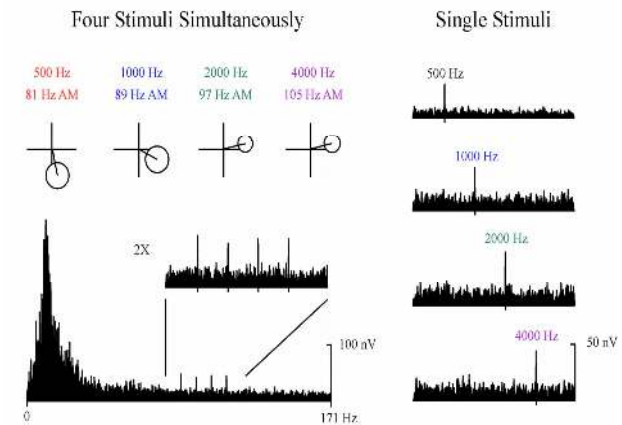 Four Stimuli Simultaneously
500 Hz 1000 Hz 2000 Hz 4000 Hz
81 Hz AM 89 Hz AM 97 Hz AM 105 Hz AM
2X
100 nV
0 171 Hz
Single Stimuli
500 Hz
1000 Hz
2000 Hz
4000 Hz
50 nV